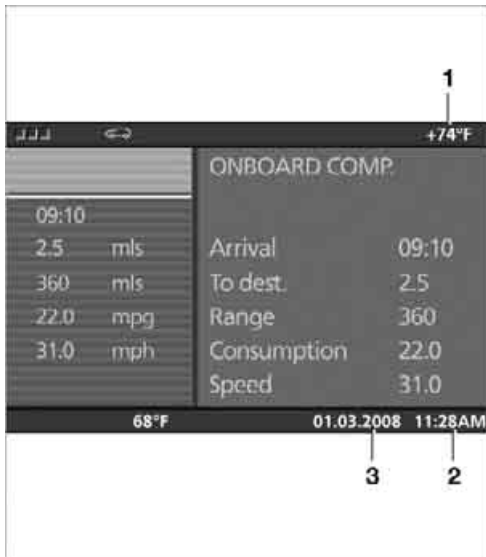 1
+74°F
ONBOARD COMP.
09:10
2.5 mls Arrival 09:10
360 mls To dest. 2.5
22.0 mpg Range 360
31.0 mph Consumption 22.0
Speed 31.0
68°F 01.03.2008 11:28AM
3 2